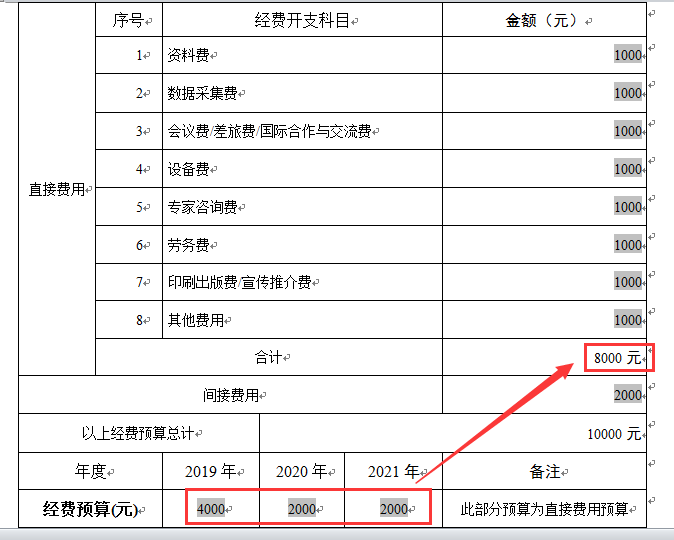 序号 经费开支科目 金额（元）
直接费用
1 资料费 1000
2 数据采集费 1000
3 会议费/差旅费/国际合作与交流费 1000
4 设备费 1000
5 专家咨询费 1000
6 劳务费 1000
7 印刷出版费/宣传推介费 1000
8 其他费用 1000
合计 8000 元
间接费用 2000
以上经费预算总计 10000 元
年度 2019 年 2020 年 2021 年 备注
经费预算(元) 4000 2000 2000 此部分预算为直接费用预算